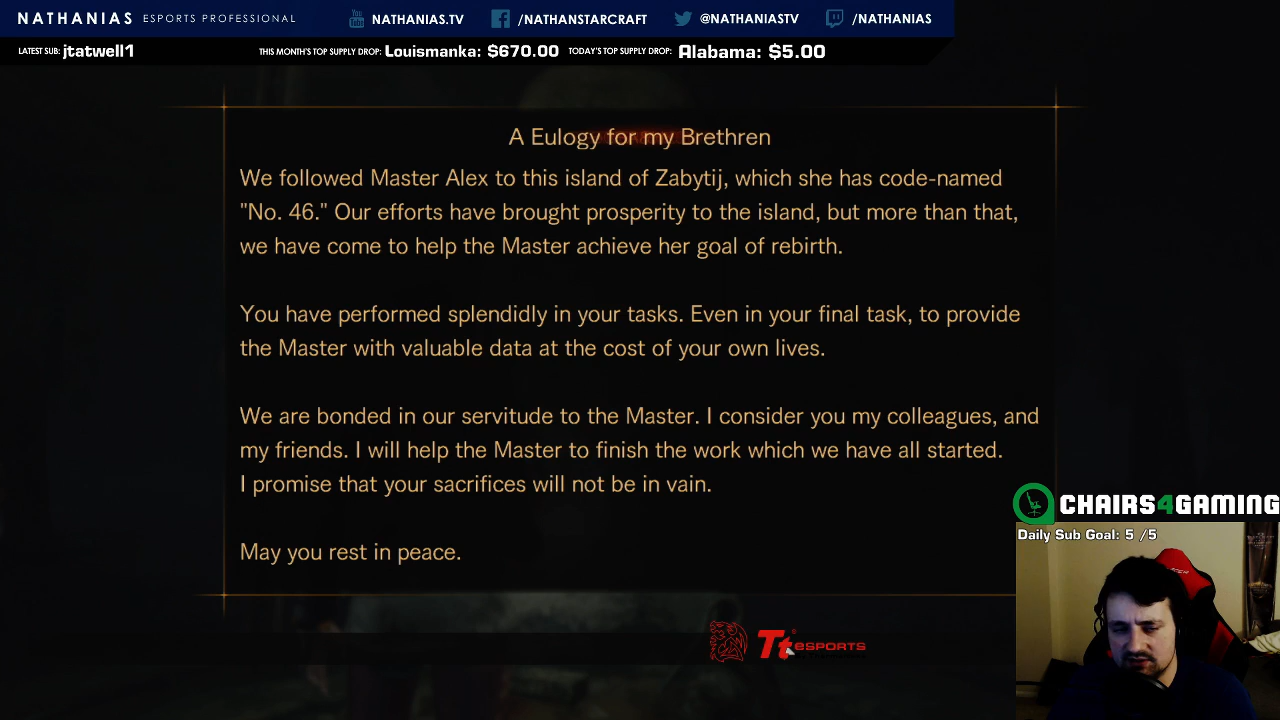 NATHANIAS ESPORTS PROFESSIONAL
You Tube NATHANIAS.TV
/NATHANSTARCRAFT
@NATHANIASTV
/NATHANIAS
LATEST SUB: jtatwell1
THIS MONTH'S TOP SUPPLY DROP: Louismanka: $670.00
TODAY'S TOP SUPPLY DROP: Alabama: $5.00
A Eulogy for my Brethren
We followed Master Alex to this island of Zabytij, which she has code-named
"No. 46." Our efforts have brought prosperity to the island, but more than that,
we have come to help the Master achieve her goal of rebirth.
You have performed splendidly in your tasks. Even in your final task, to provide
the Master with valuable data at the cost of your own lives.
We are bonded in our servitude to the Master. I consider you my colleagues, and
my friends. I will help the Master to finish the work which we have all started.
I promise that your sacrifices will not be in vain.
May you rest in peace.
CHAIRS4GAMING
Daily Sub Goal: 5 /5
Tt eSPORTS